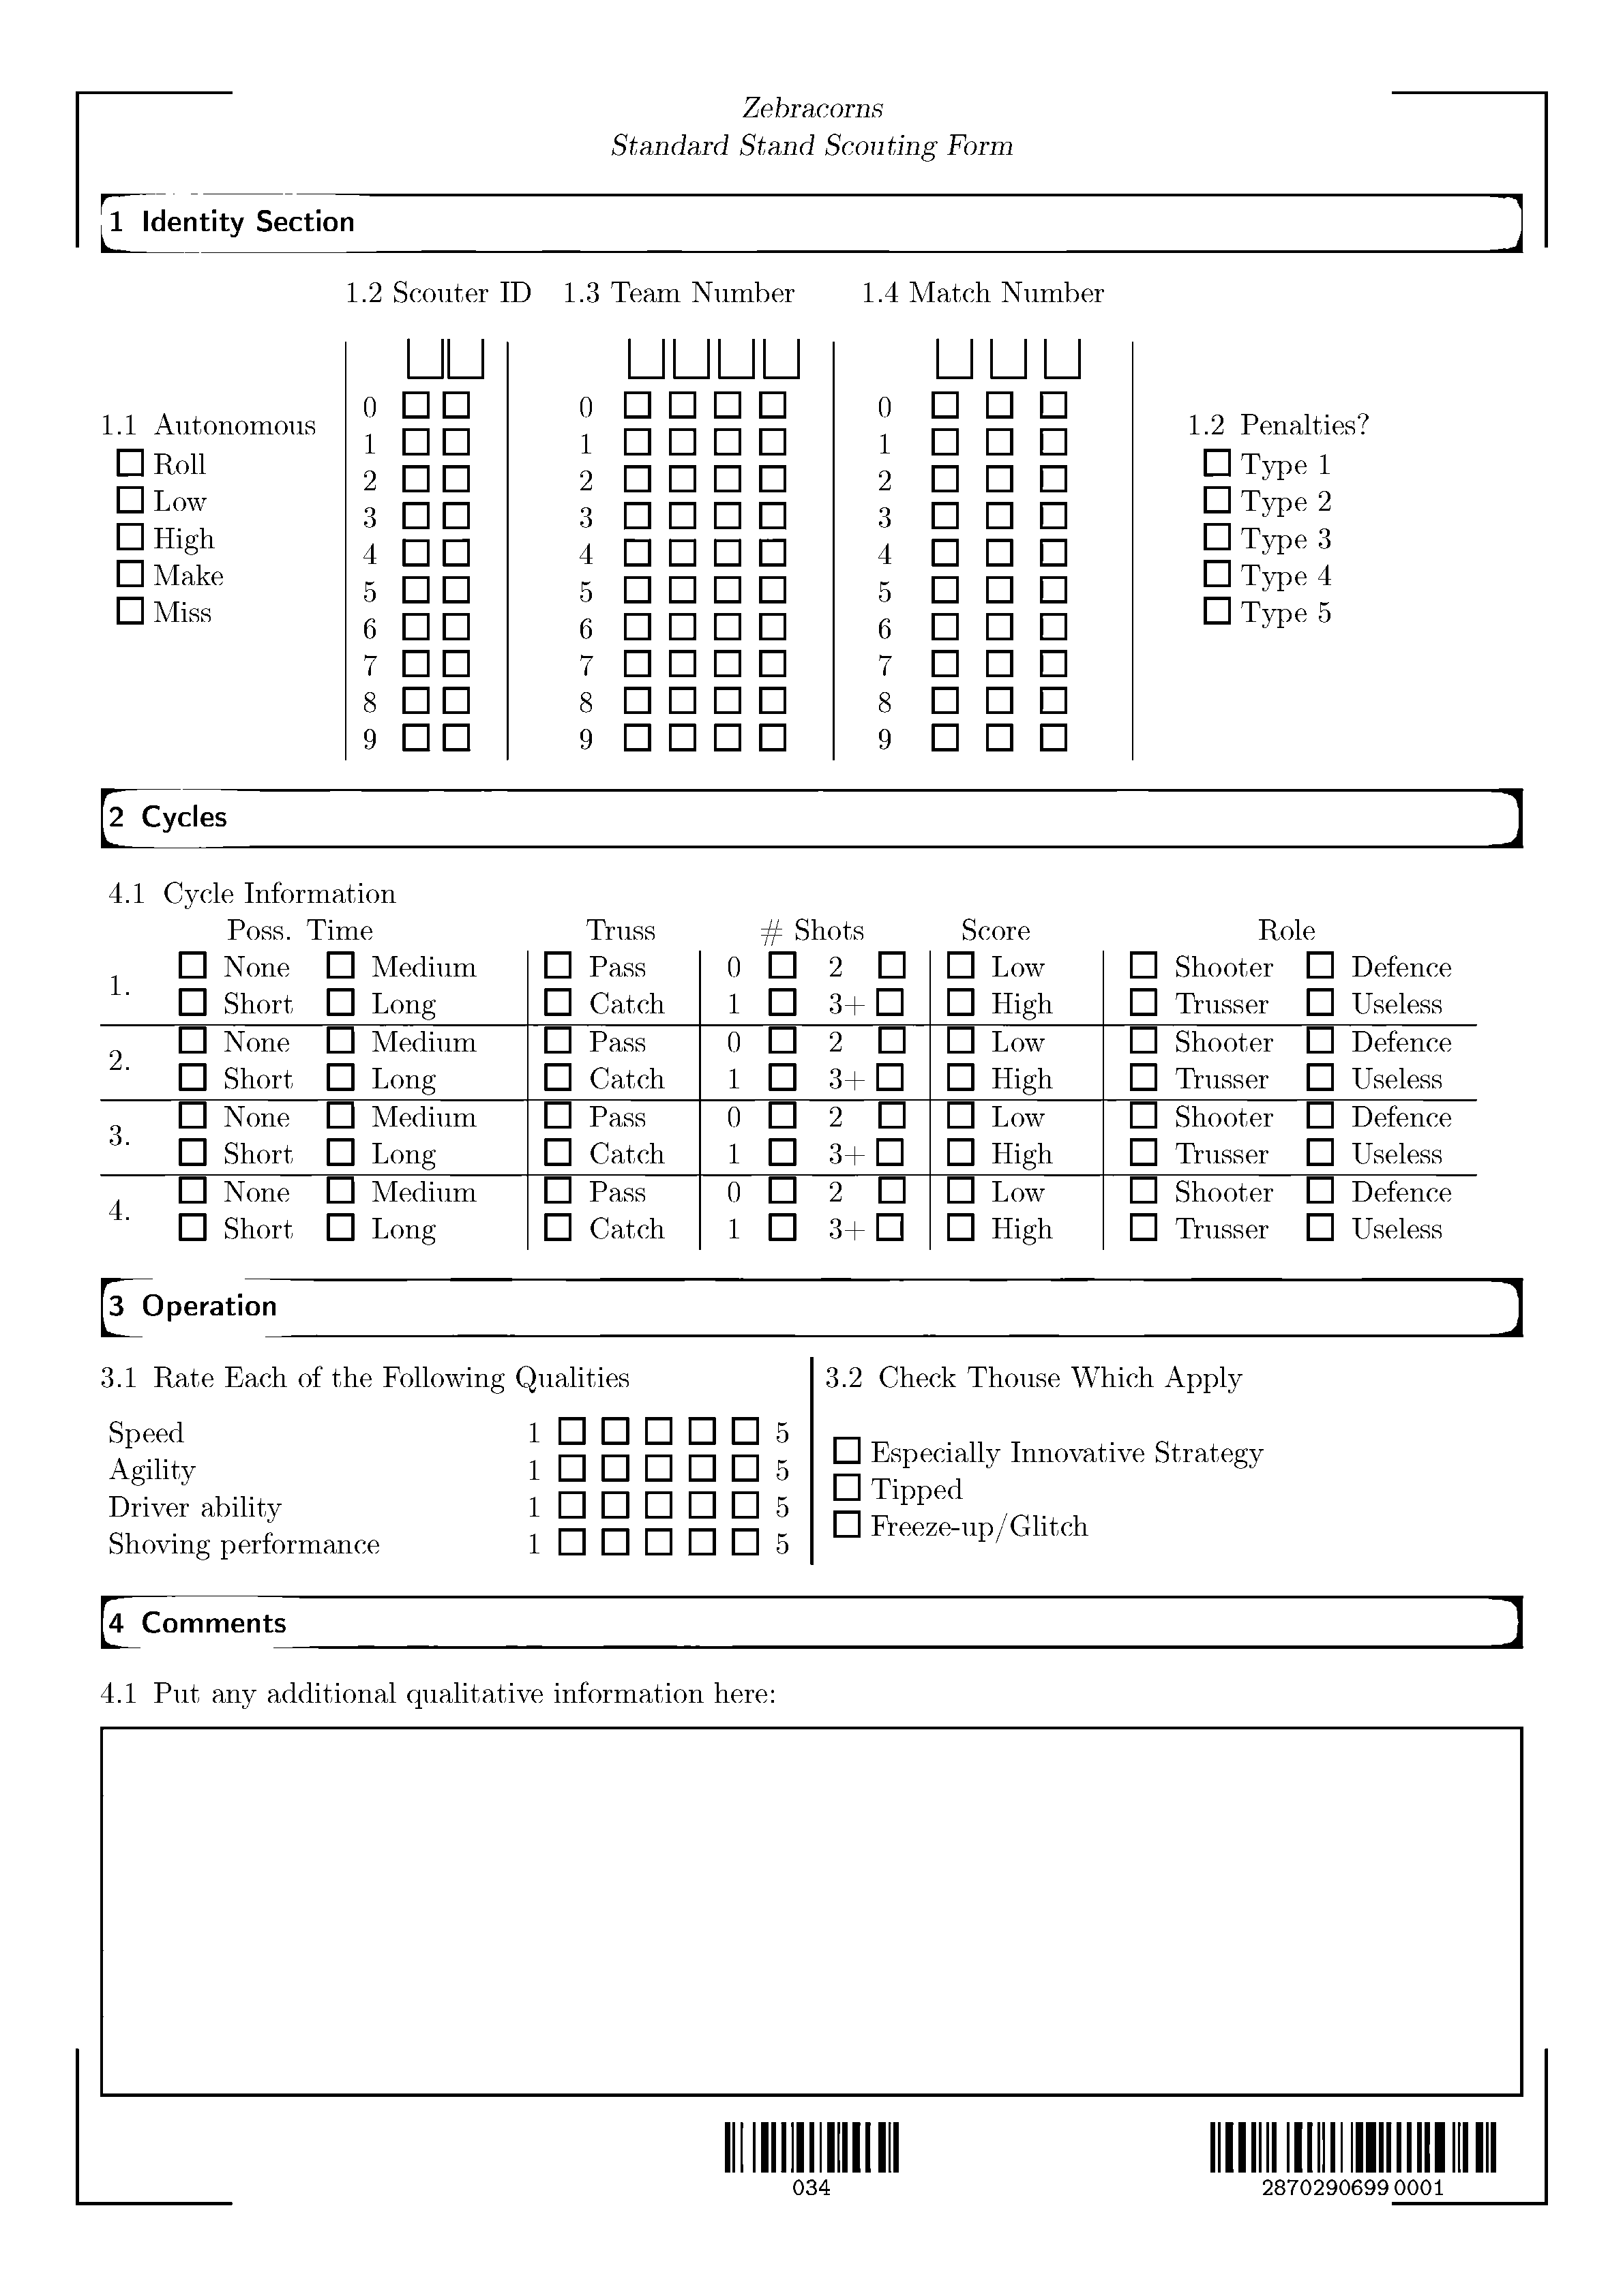 Zebracorns
Standard Stand Scouting Form
1 Identity Section
1.2 Scouter ID 1.3 Team Number 1.4 Match Number
1.1 Autonomous
Roll
Low
High
Make
Miss
0
1
2
3
4
5
6
7
8
9
0
1
2
3
4
5
6
7
8
9
0
1
2
3
4
5
6
7
8
9
1.2 Penalties?
Type 1
Type 2
Type 3
Type 4
Type 5
2 Cycles
4.1 Cycle Information
Poss. Time Truss # Shots Score Role
1.
None Medium Pass 0 2 Low Shooter Defence
Short Long Catch 1 3+ High Trusser Useless
2.
None Medium Pass 0 2 Low Shooter Defence
Short Long Catch 1 3+ High Trusser Useless
3.
None Medium Pass 0 2 Low Shooter Defence
Short Long Catch 1 3+ High Trusser Useless
4.
None Medium Pass 0 2 Low Shooter Defence
Short Long Catch 1 3+ High Trusser Useless
3 Operation
3.1 Rate Each of the Following Qualities
Speed 1 5
Agility 1 5
Driver ability 1 5
Shoving performance 1 5
3.2 Check Thouse Which Apply
Especially Innovative Strategy
Tipped
Freeze-up/Glitch
4 Comments
4.1 Put any additional qualitative information here:
034
2870290699 0001